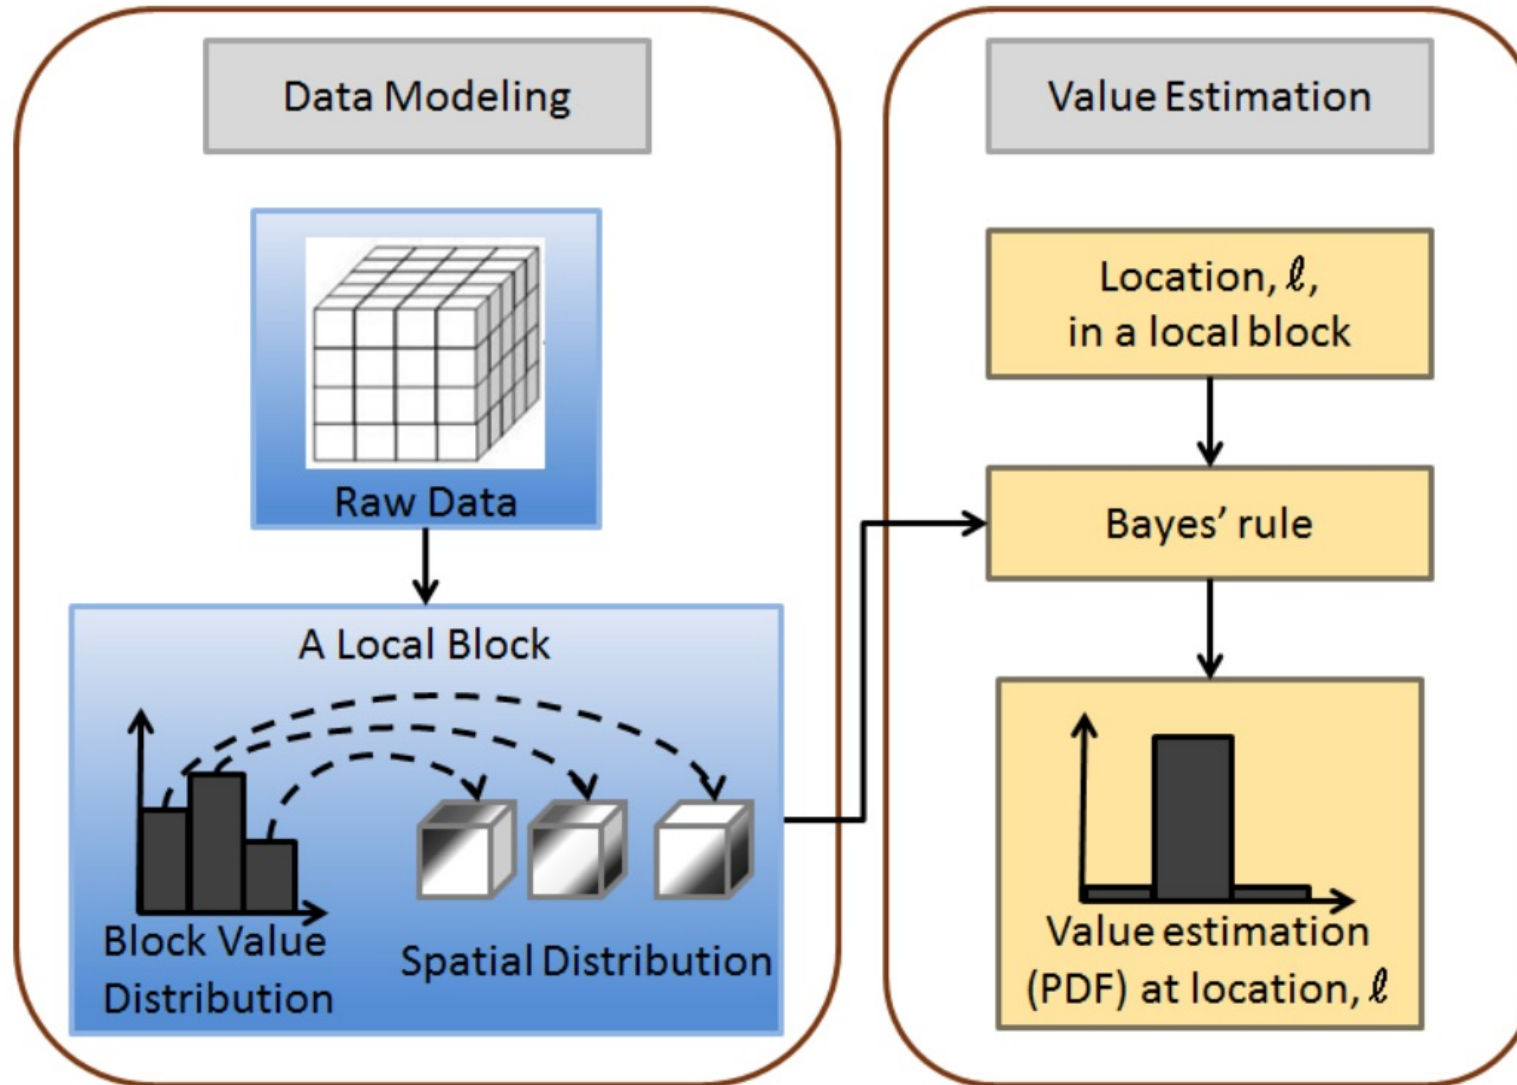 Data Modeling
Raw Data
A Local Block
Block Value
Distribution
Spatial Distribution
Value Estimation
Location, ℓ,
in a local block
Bayes’ rule
Value estimation
(PDF) at location, ℓ